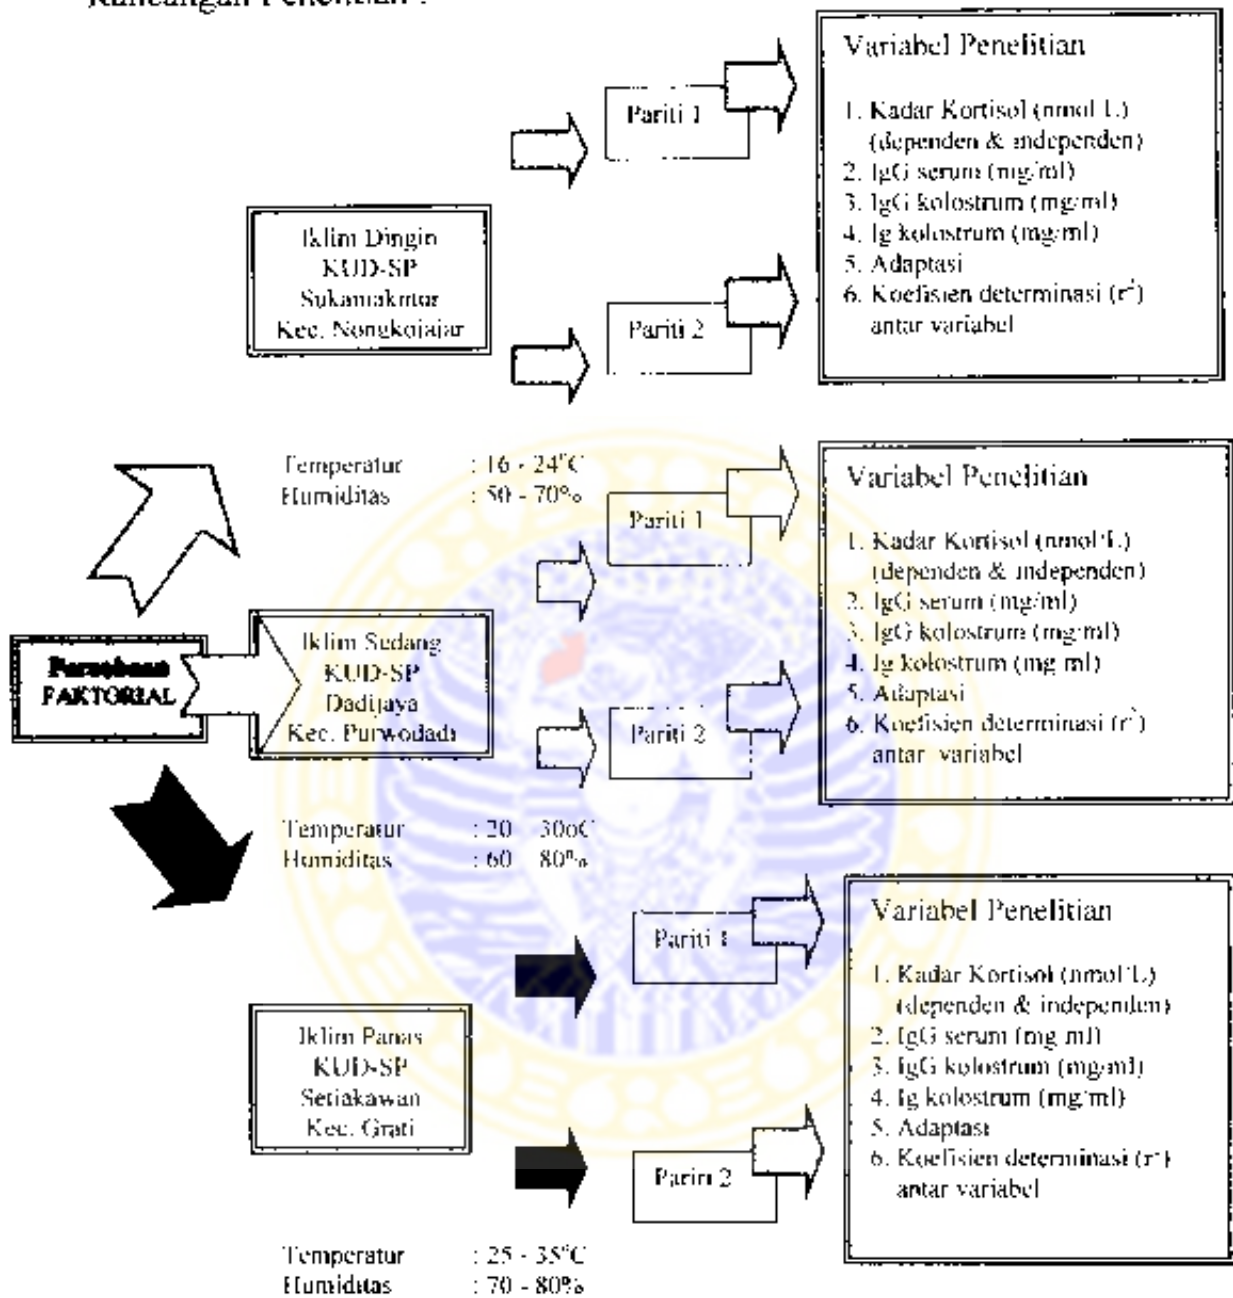 Rancangan Penelitian :
Iklim Dingin
KUD-SP
Kec. Nongkojajar
Temperatur : 16 - 24°C
Humiditas : 50 - 70%
Pariti 1
Pariti 2
Variabel Penelitian
1. Kadar Kortisol (nmol/L)
(dependen & independen)
2. IgG serum (mg/ml)
3. IgG kolostrum (mg/ml)
4. Ig kolostrum (mg/ml)
5. Adaptasi
6. Koefisien determinasi (r²)
antar variabel
FAKTORIAL
Iklim Sedang
KUD-SP
Dadijaya
Kec. Purwodadi
Temperatur : 20 30oC
Humiditas : 60 80%
Pariti 1
Pariti 2
Variabel Penelitian
1. Kadar Kortisol (nmol/L)
(dependen & independen)
2. IgG serum (mg/ml)
3. IgG kolostrum (mg/ml)
4. Ig kolostrum (mg ml)
5. Adaptasi
6. Koefisien determinasi (r²)
antar variabel
Iklim Panas
KUD-SP
Setiakawan
Kec. Grati
Temperatur : 25 - 35°C
Humiditas : 70 - 80%
Pariti 1
Pariti 2
Variabel Penelitian
1. Kadar Kortisol (nmol/L)
(dependen & independen)
2. IgG serum (mg ml)
3. IgG kolostrum (mg/ml)
4. Ig kolostrum (mg/ml)
5. Adaptasi
6. Koefisien determinasi (r²)
antar variabel